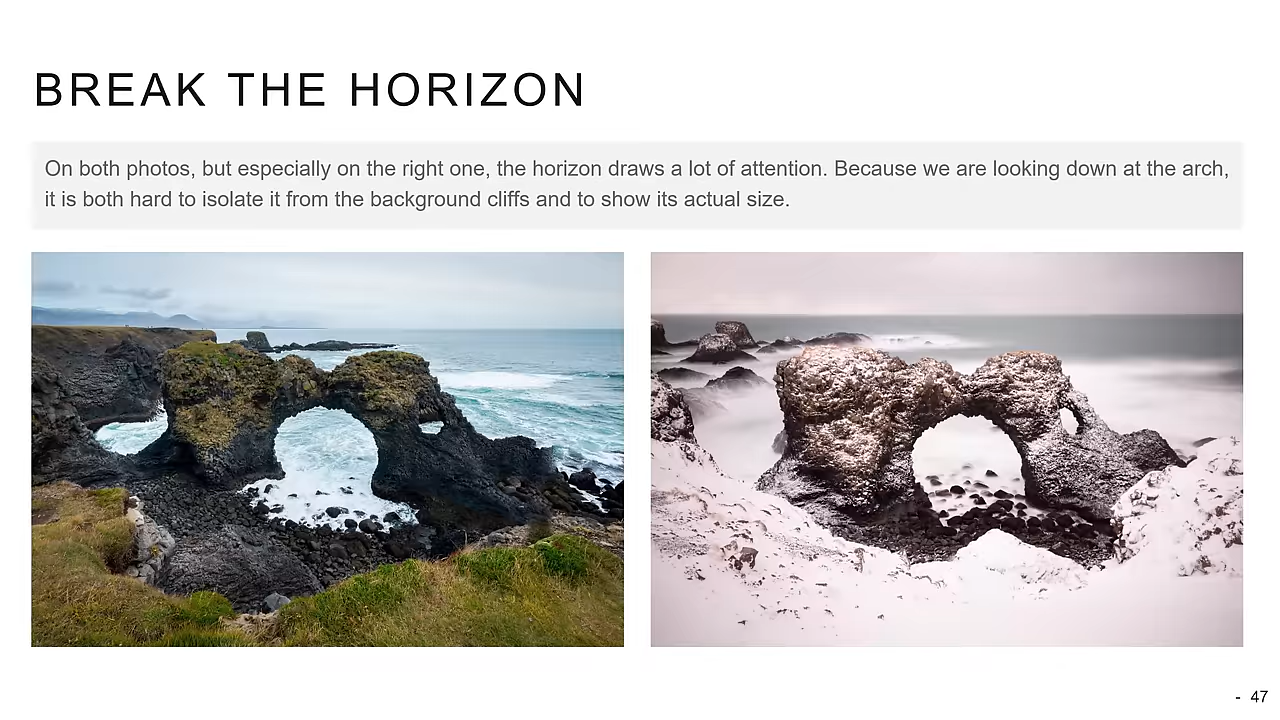 BREAK THE HORIZON
On both photos, but especially on the right one, the horizon draws a lot of attention. Because we are looking down at the arch,
it is both hard to isolate it from the background cliffs and to show its actual size.
- 47